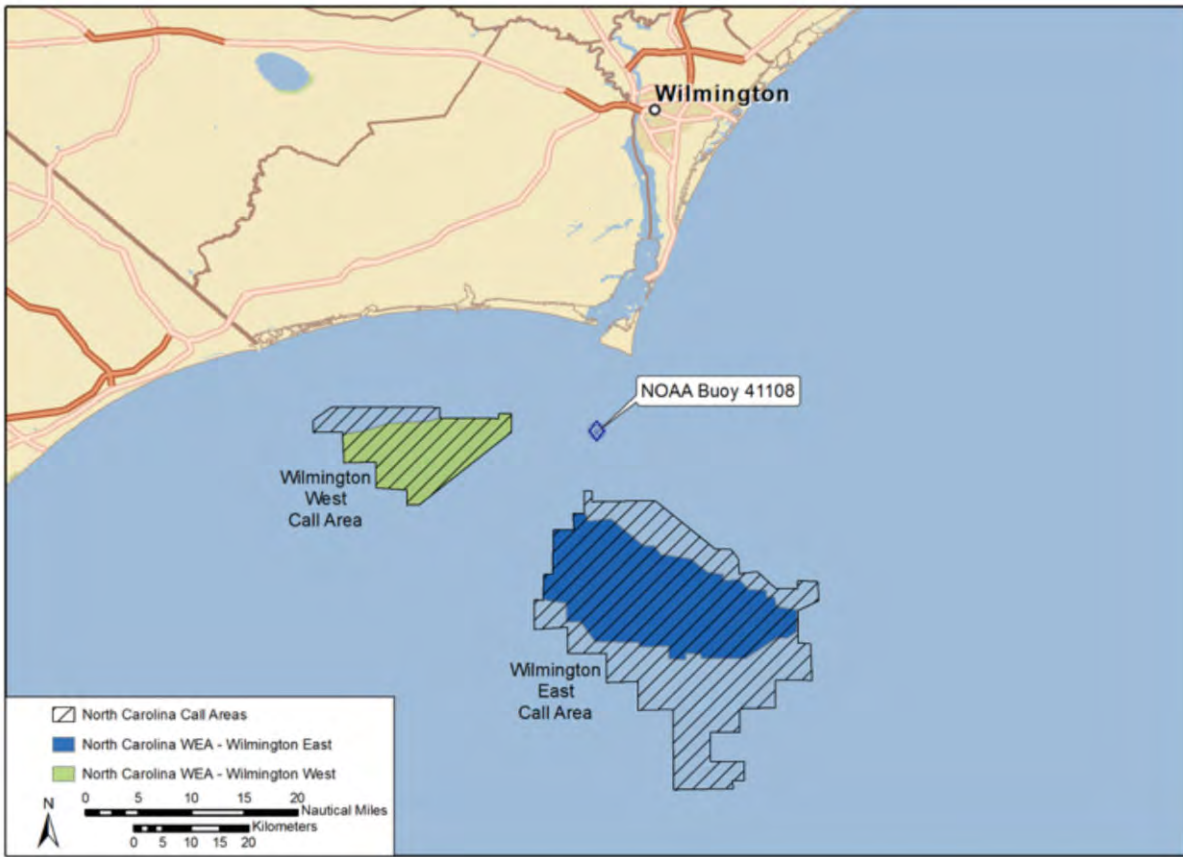 Wilmington
NOAA Buoy 41108
Wilmington
West
Call Area
Wilmington
East
Call Area
North Carolina Call Areas
North Carolina WEA - Wilmington East
North Carolina WEA - Wilmington West
N
0 5 10 15 20
Nautical Miles
Kilometers
0 5 10 15 20